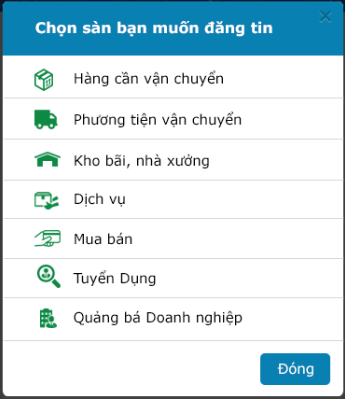 Chọn sàn bạn muốn đăng tin
Hàng cần vận chuyển
Phương tiện vận chuyển
Kho bãi, nhà xưởng
Dịch vụ
Mua bán
Tuyển Dụng
Quảng bá Doanh nghiệp
Đóng